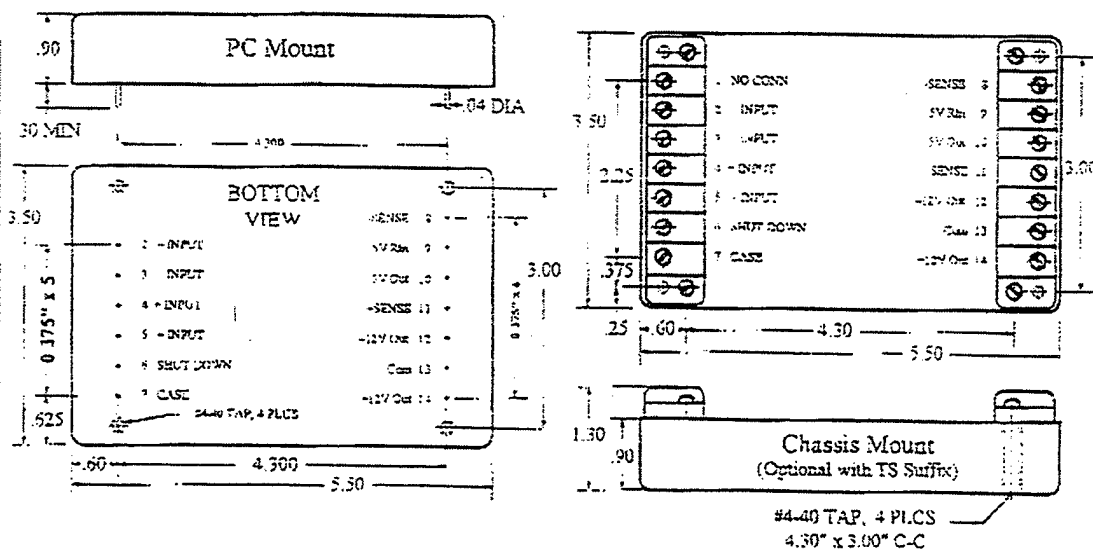 PC Mount
.90
.04 DIA
.30 MIN
4.300
BOTTOM
VIEW
3.50
0.375" x 5
.625
2 -INPUT
3 INPUT
4 +INPUT
5 -INPUT
6 SHUT DOWN
7 CASE
-SENSE 8
5V Rtn 9
5V Out 10
-SENSE 11
-12V Out 12
Com 13
-12V Out 14
#4-40 TAP, 4 PLCS
0.375" x 6
3.00
.60
4.300
5.50
3.50
2.25
.375
.25
.60
4.30
5.50
3.00
1 NO CONN
2 INPUT
3 INPUT
4 -INPUT
5 -INPUT
6 SHUT DOWN
7 CASE
-SENSE 8
5V Rtn 9
5V Out 10
SENSE 11
-12V Out 12
Com 13
-12V Out 14
1.30
.90
Chassis Mount
(Optional with TS Suffix)
#4-40 TAP, 4 PLCS
4.30" x 3.00" C-C